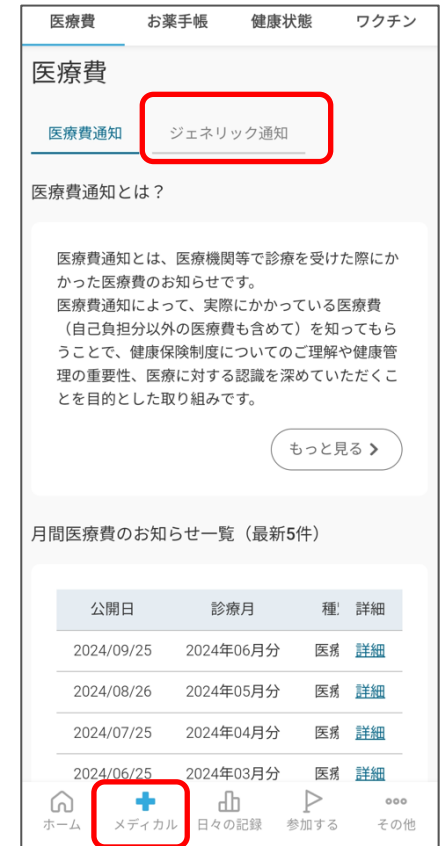 医療費 お薬手帳 健康状態 ワクチン
医療費
医療費通知 ジェネリック通知
医療費通知とは？
医療費通知とは、医療機関等で診療を受けた際にか
かった医療費のお知らせです。
医療費通知によって、実際にかかっている医療費
（自己負担分以外の医療費も含めて）を知ってもら
うことで、健康保険制度についてのご理解や健康管
理の重要性、医療に対する認識を深めていただくこ
とを目的とした取り組みです。
もっと見る
月間医療費のお知らせ一覧（最新5件）
公開日 診療月 種 詳細
2024/09/25 2024年06月分 医療 詳細
2024/08/26 2024年05月分 医療 詳細
2024/07/25 2024年04月分 医療 詳細
2024/06/25 2024年03月分 医療 詳細
ホーム メディカル 日々の記録 参加する その他